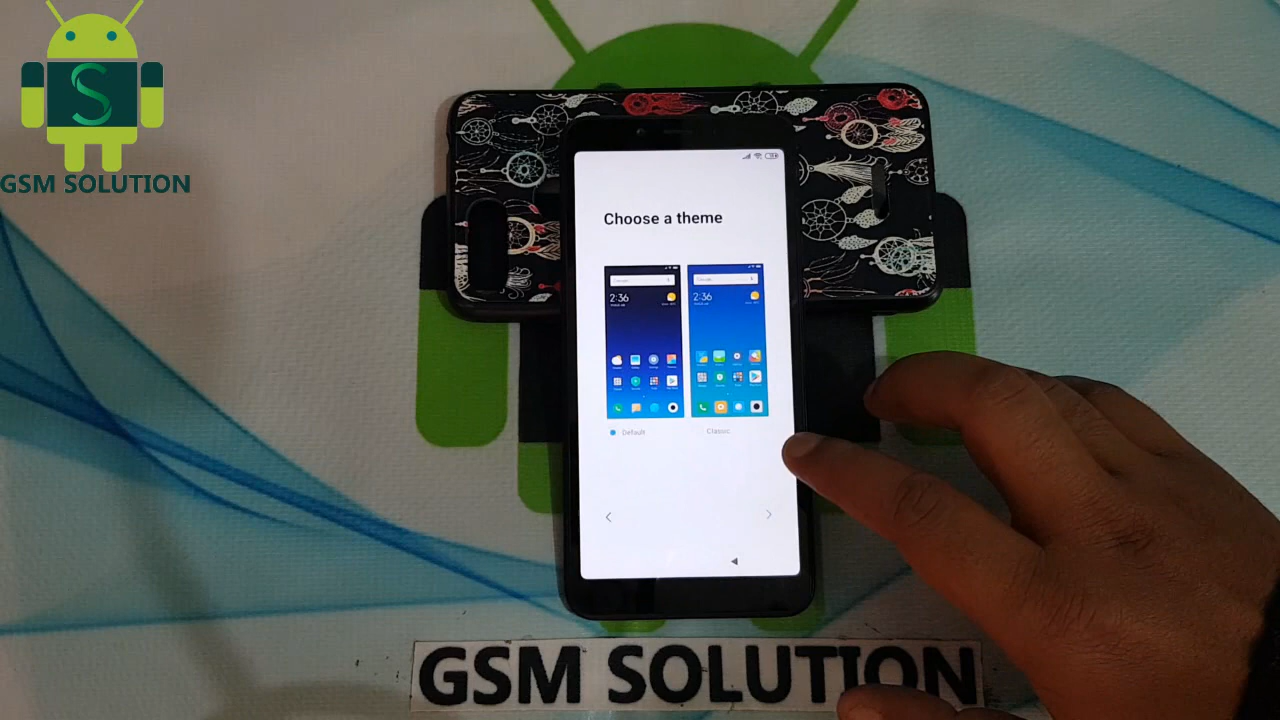 GSM SOLUTION
Choose a theme
2:36
2:36
Default
Classic
GSM SOLUTION